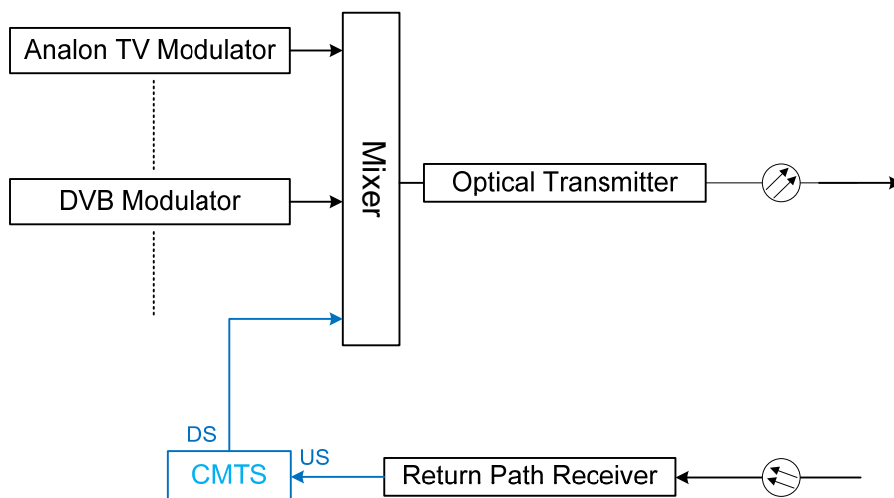 Analon TV Modulator
DVB Modulator
Mixer
Optical Transmitter
DS
US
CMTS
Return Path Receiver